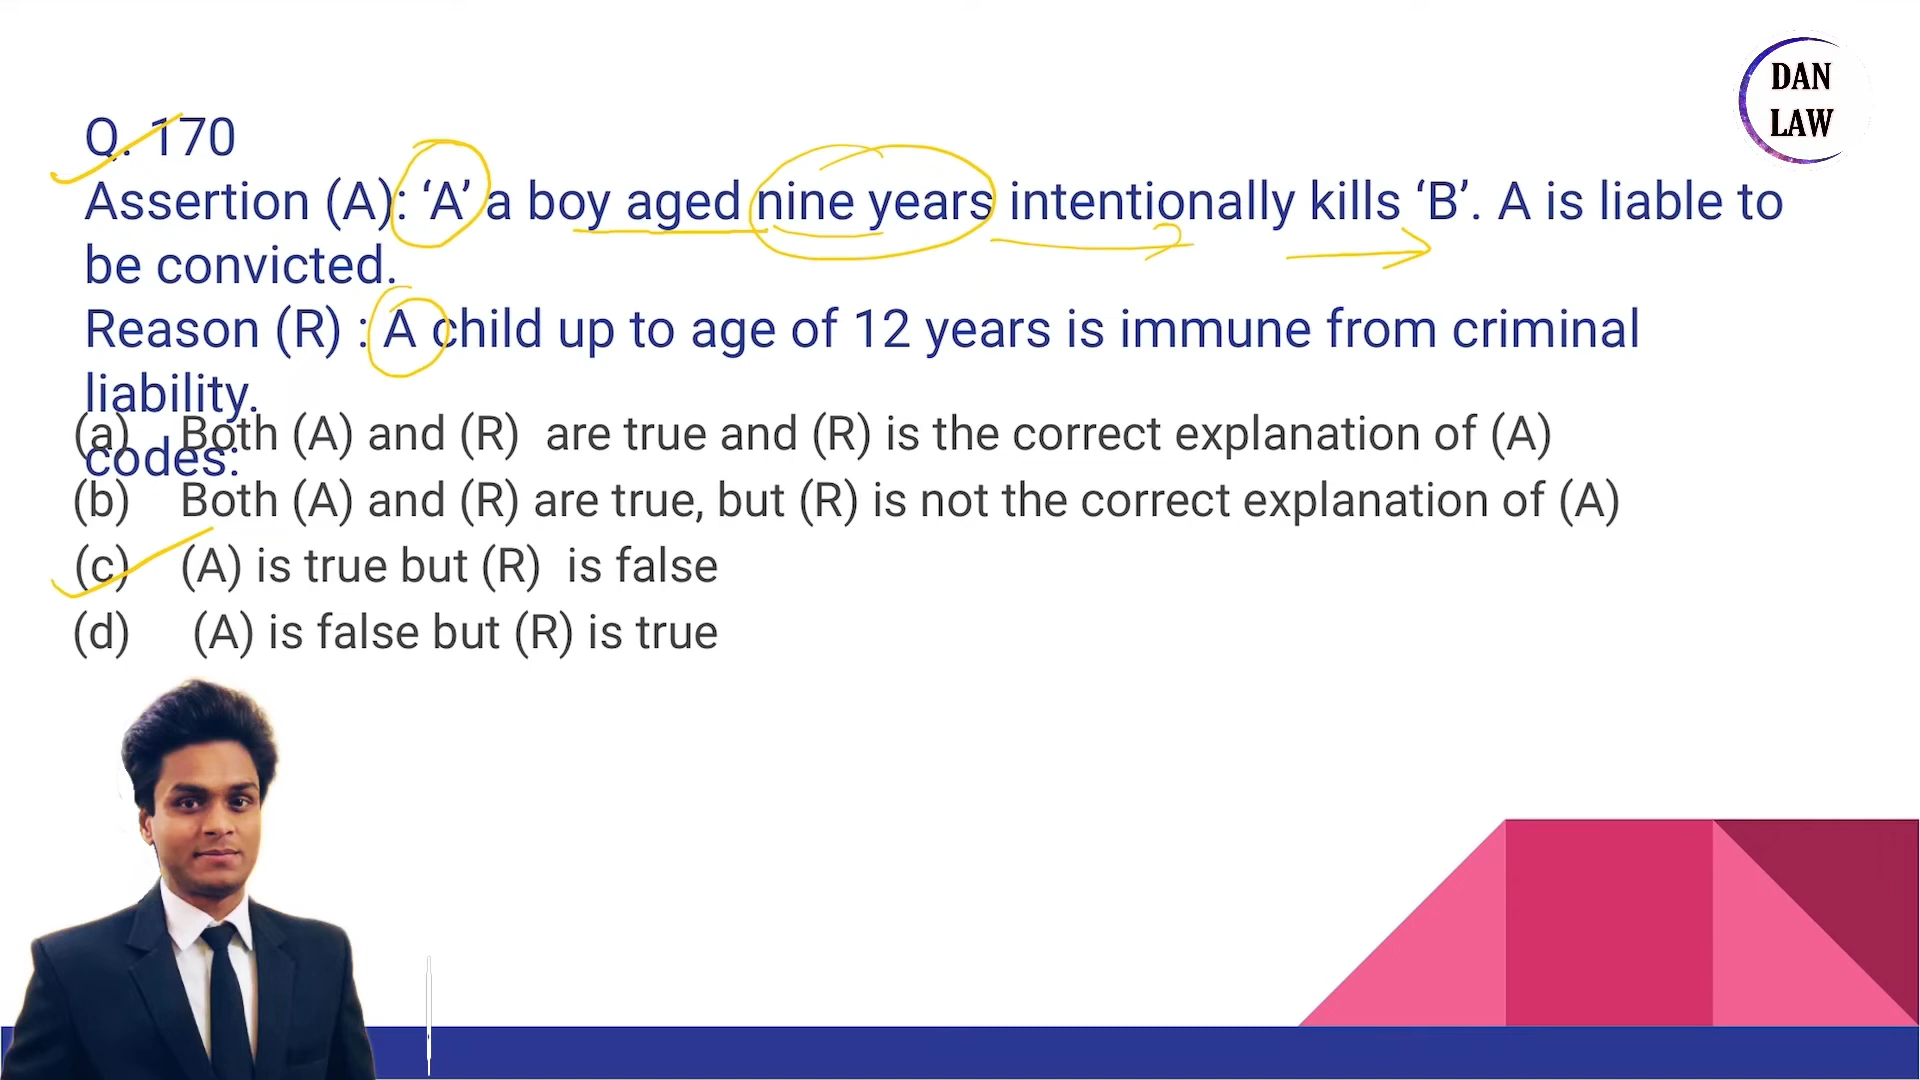 DAN
LAW
Q. 170
Assertion (A): ‘A’ a boy aged nine years intentionally kills ‘B’. A is liable to
be convicted.
Reason (R) : A child up to age of 12 years is immune from criminal
liability.
codes:
(a) Both (A) and (R) are true and (R) is the correct explanation of (A)
(b) Both (A) and (R) are true, but (R) is not the correct explanation of (A)
(c) (A) is true but (R) is false
(d) (A) is false but (R) is true